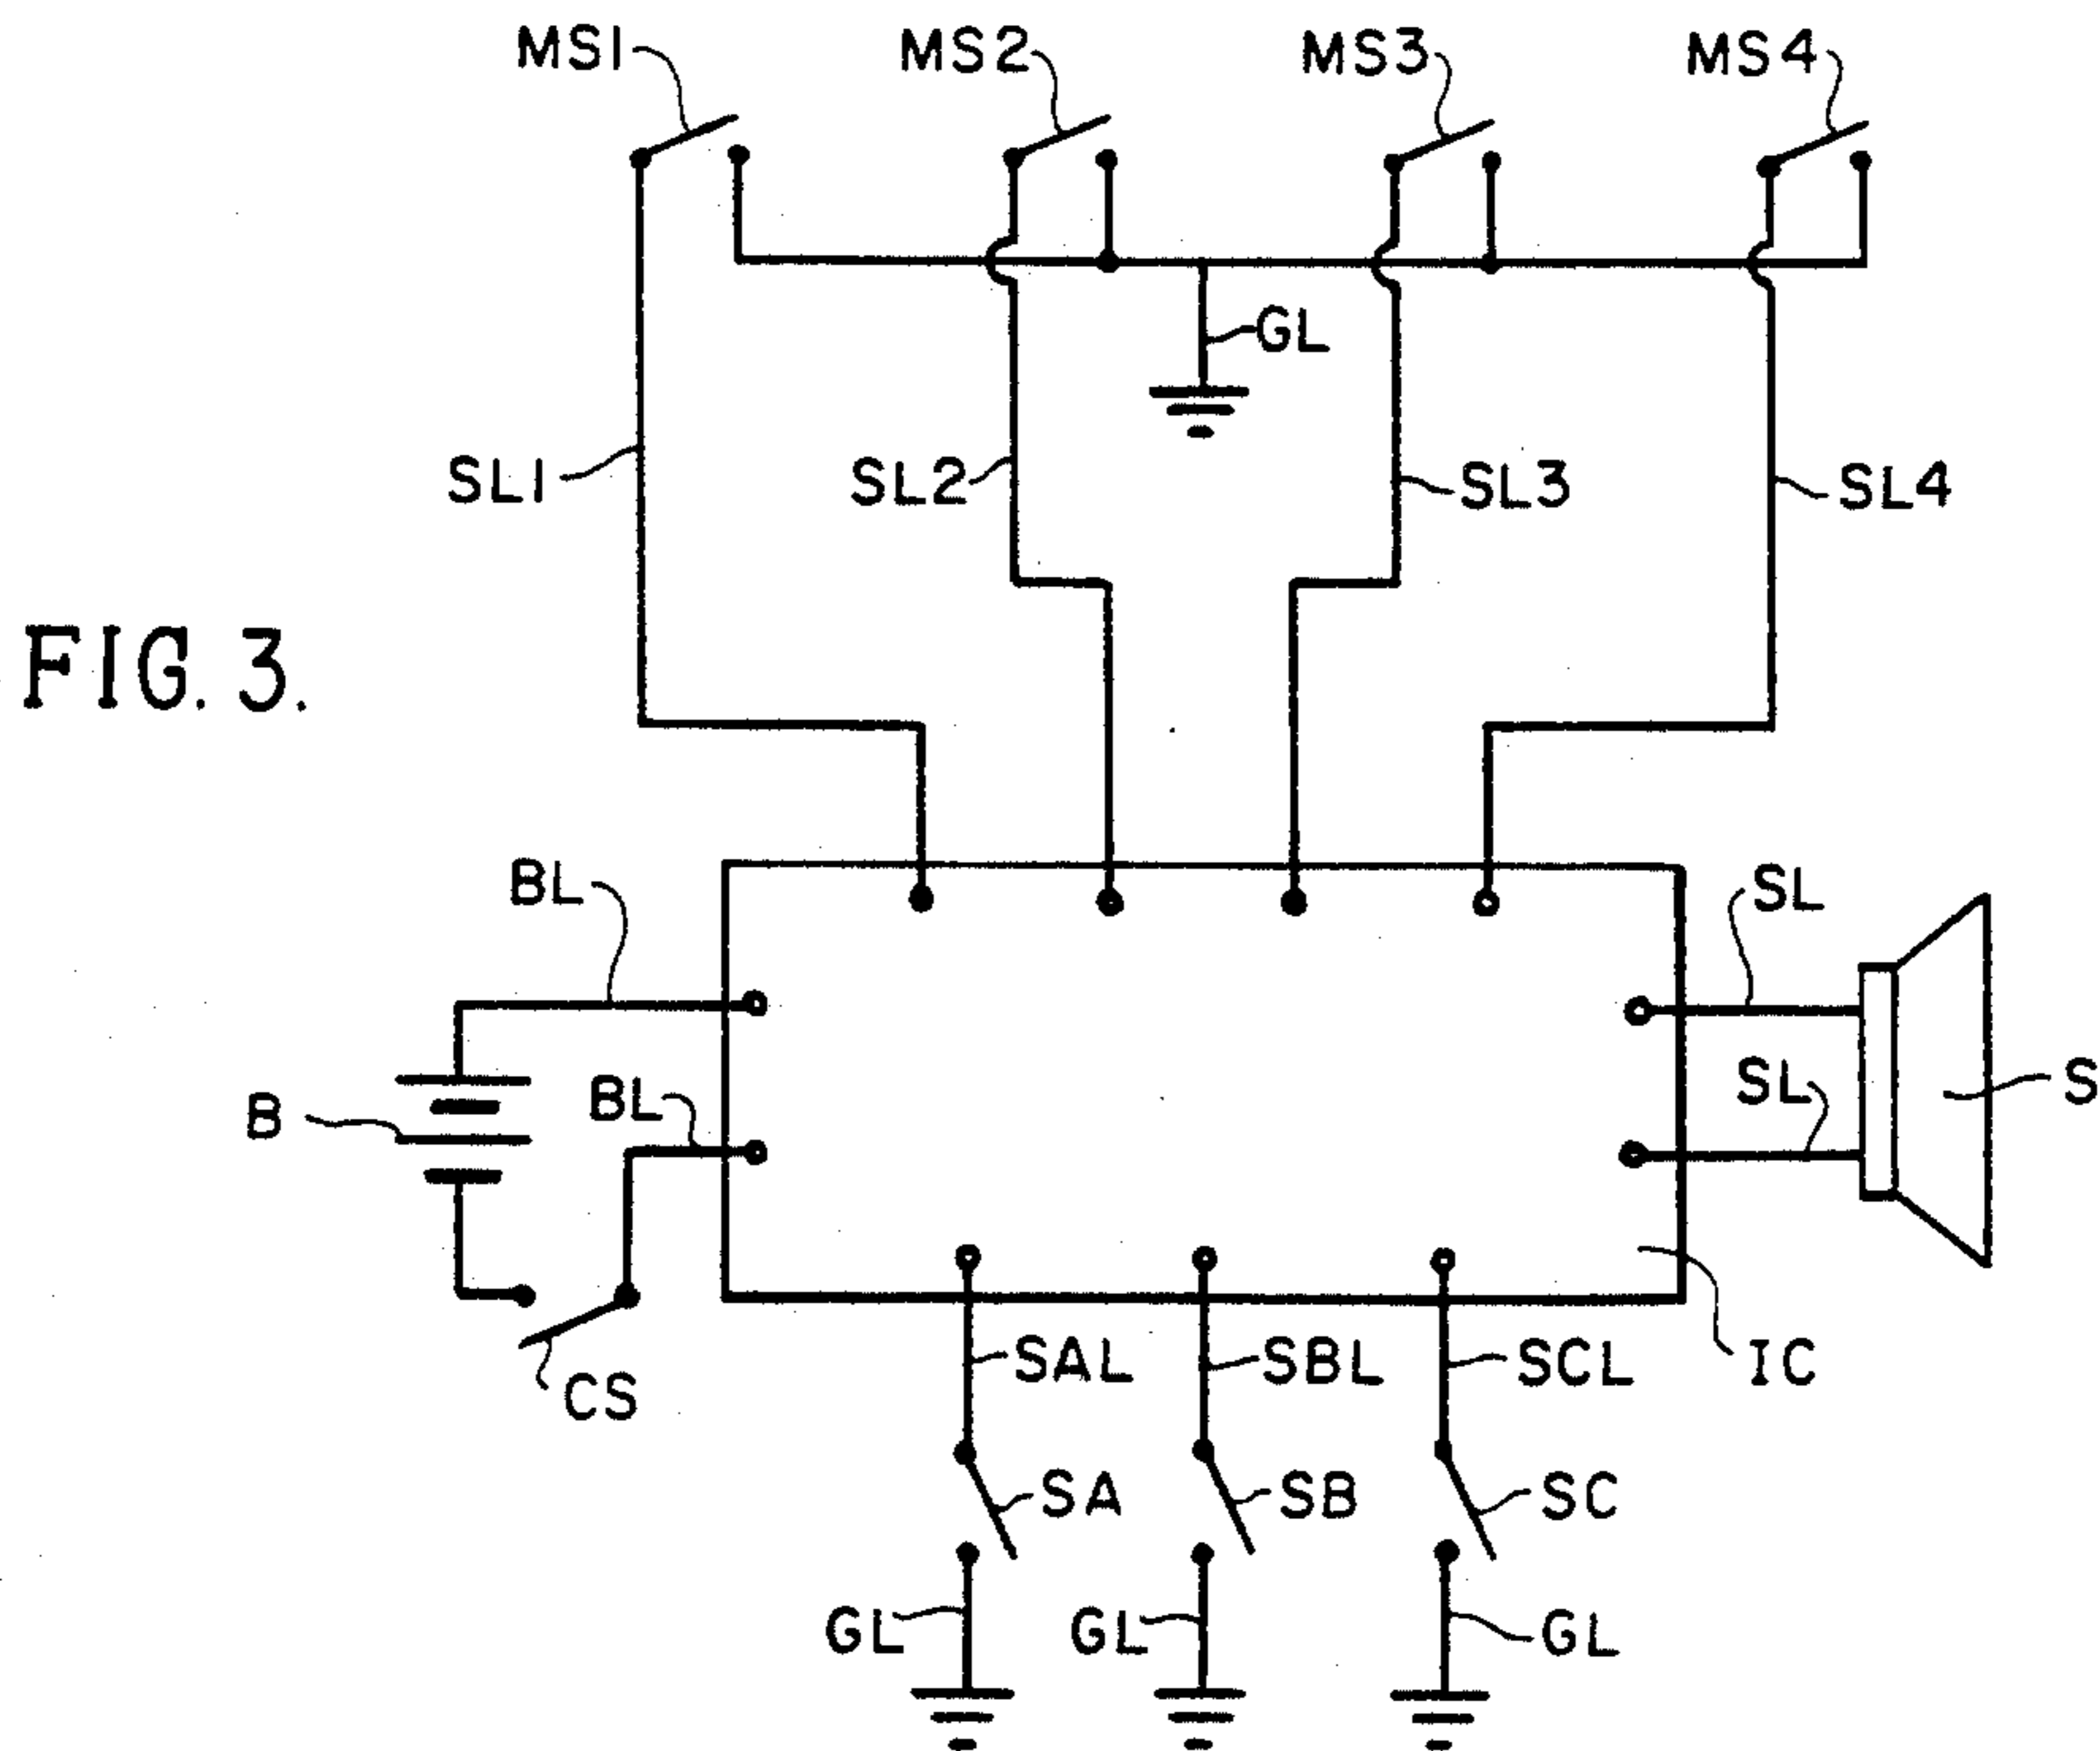 MS1 MS2 MS3 MS4
GL
SL1 SL2 SL3 SL4
FIG. 3.
BL SL
B BL SL S
SAL SBL SCL IC
CS
SA SB SC
GL GL GL